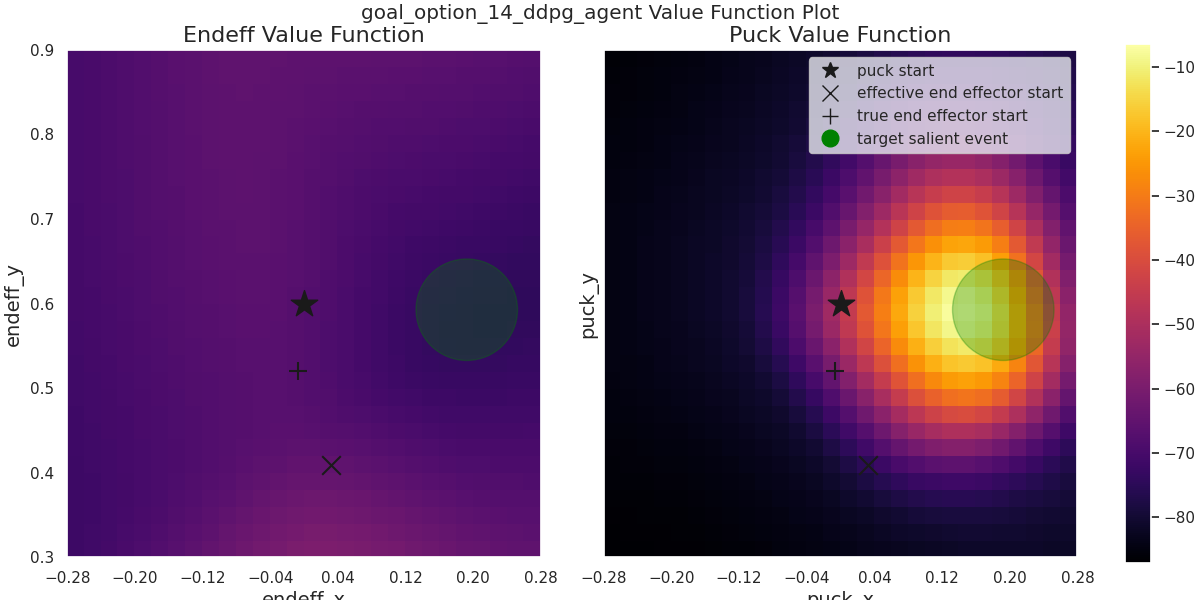 goal_option_14_ddpg_agent Value Function Plot
Endeff Value Function
Puck Value Function
0.9
0.8
0.7
0.6
0.5
0.4
0.3
endeff_y
−0.28 −0.20 −0.12 −0.04 0.04 0.12 0.20 0.28
endeff_x
puck_y
puck start
effective end effector start
true end effector start
target salient event
−0.28 −0.20 −0.12 −0.04 0.04 0.12 0.20 0.28
puck_x
−10
−20
−30
−40
−50
−60
−70
−80